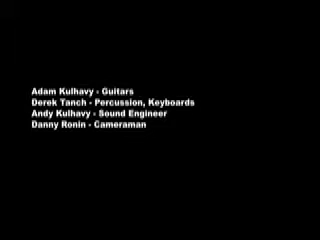 Adam Kulhavy - Guitars
Derek Tanch - Percussion, Keyboards
Andy Kulhavy - Sound Engineer
Danny Ronin - Cameraman